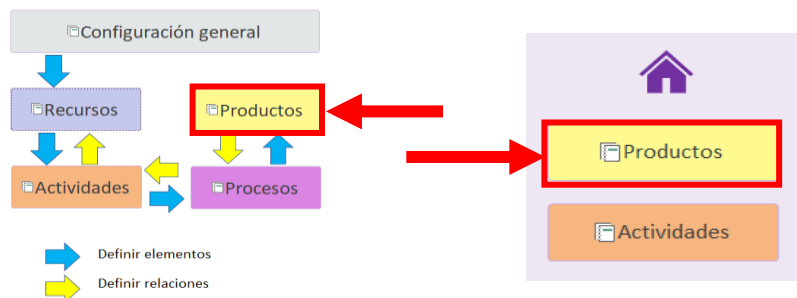 Configuración general
Recursos
Productos
Actividades
Procesos
Definir elementos
Definir relaciones
Productos
Actividades